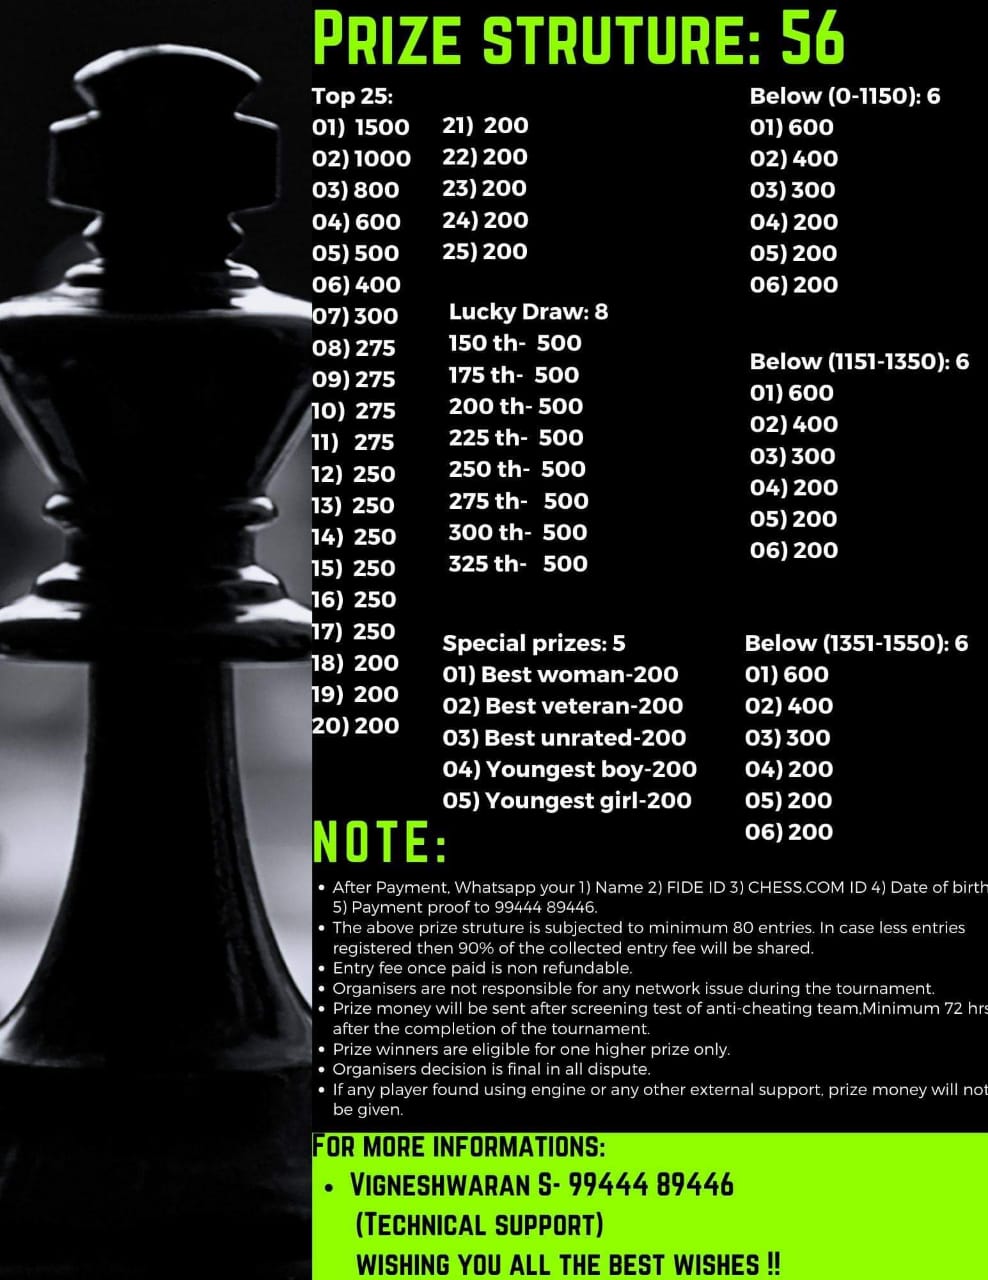 PRIZE STRUTURE: 56
Top 25:
01) 1500
02) 1000
03) 800
04) 600
05) 500
06) 400
07) 300
08) 275
09) 275
10) 275
11) 275
12) 250
13) 250
14) 250
15) 250
16) 250
17) 250
18) 200
19) 200
20) 200
21) 200
22) 200
23) 200
24) 200
25) 200
Lucky Draw: 8
150 th- 500
175 th- 500
200 th- 500
225 th- 500
250 th- 500
275 th- 500
300 th- 500
325 th- 500
Special prizes: 5
01) Best woman-200
02) Best veteran-200
03) Best unrated-200
04) Youngest boy-200
05) Youngest girl-200
Below (0-1150): 6
01) 600
02) 400
03) 300
04) 200
05) 200
06) 200
Below (1151-1350): 6
01) 600
02) 400
03) 300
04) 200
05) 200
06) 200
Below (1351-1550): 6
01) 600
02) 400
03) 300
04) 200
05) 200
06) 200
NOTE:
• After Payment, Whatsapp your 1) Name 2) FIDE ID 3) CHESS.COM ID 4) Date of birth
5) Payment proof to 99444 89446.
• The above prize struture is subjected to minimum 80 entries. In case less entries
registered then 90% of the collected entry fee will be shared.
• Entry fee once paid is non refundable.
• Organisers are not responsible for any network issue during the tournament.
• Prize money will be sent after screening test of anti-cheating team,Minimum 72 hrs
after the completion of the tournament.
• Prize winners are eligible for one higher prize only.
• Organisers decision is final in all dispute.
• If any player found using engine or any other external support, prize money will not
be given.
FOR MORE INFORMATIONS:
• VIGNESHWARAN S- 99444 89446
(TECHNICAL SUPPORT)
WISHING YOU ALL THE BEST WISHES !!